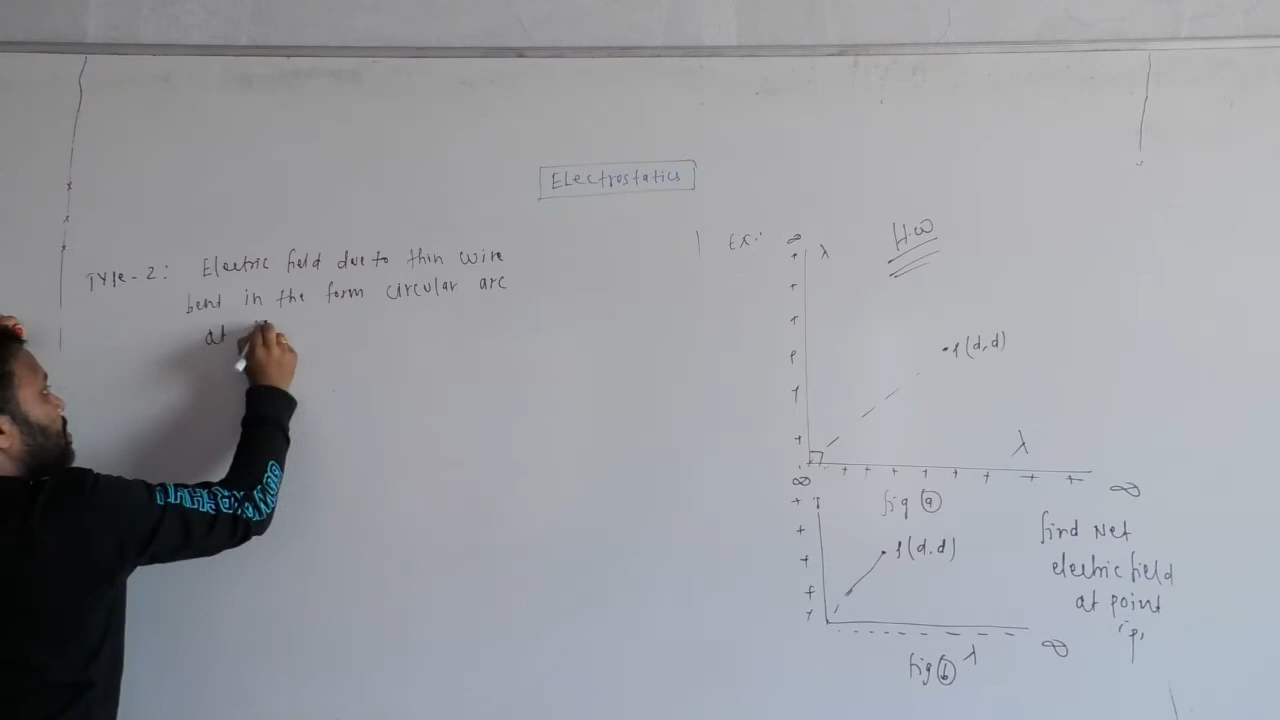 Electrostatics
Type-2: Electric field due to thin wire
bent in the form circular arc
at
Ex:-
H.W
∞
λ
P(d,d)
λ
∞
∞
fig (a)
P(d,d)
∞
fig (b) λ
find Net
electric field
at point
'P'